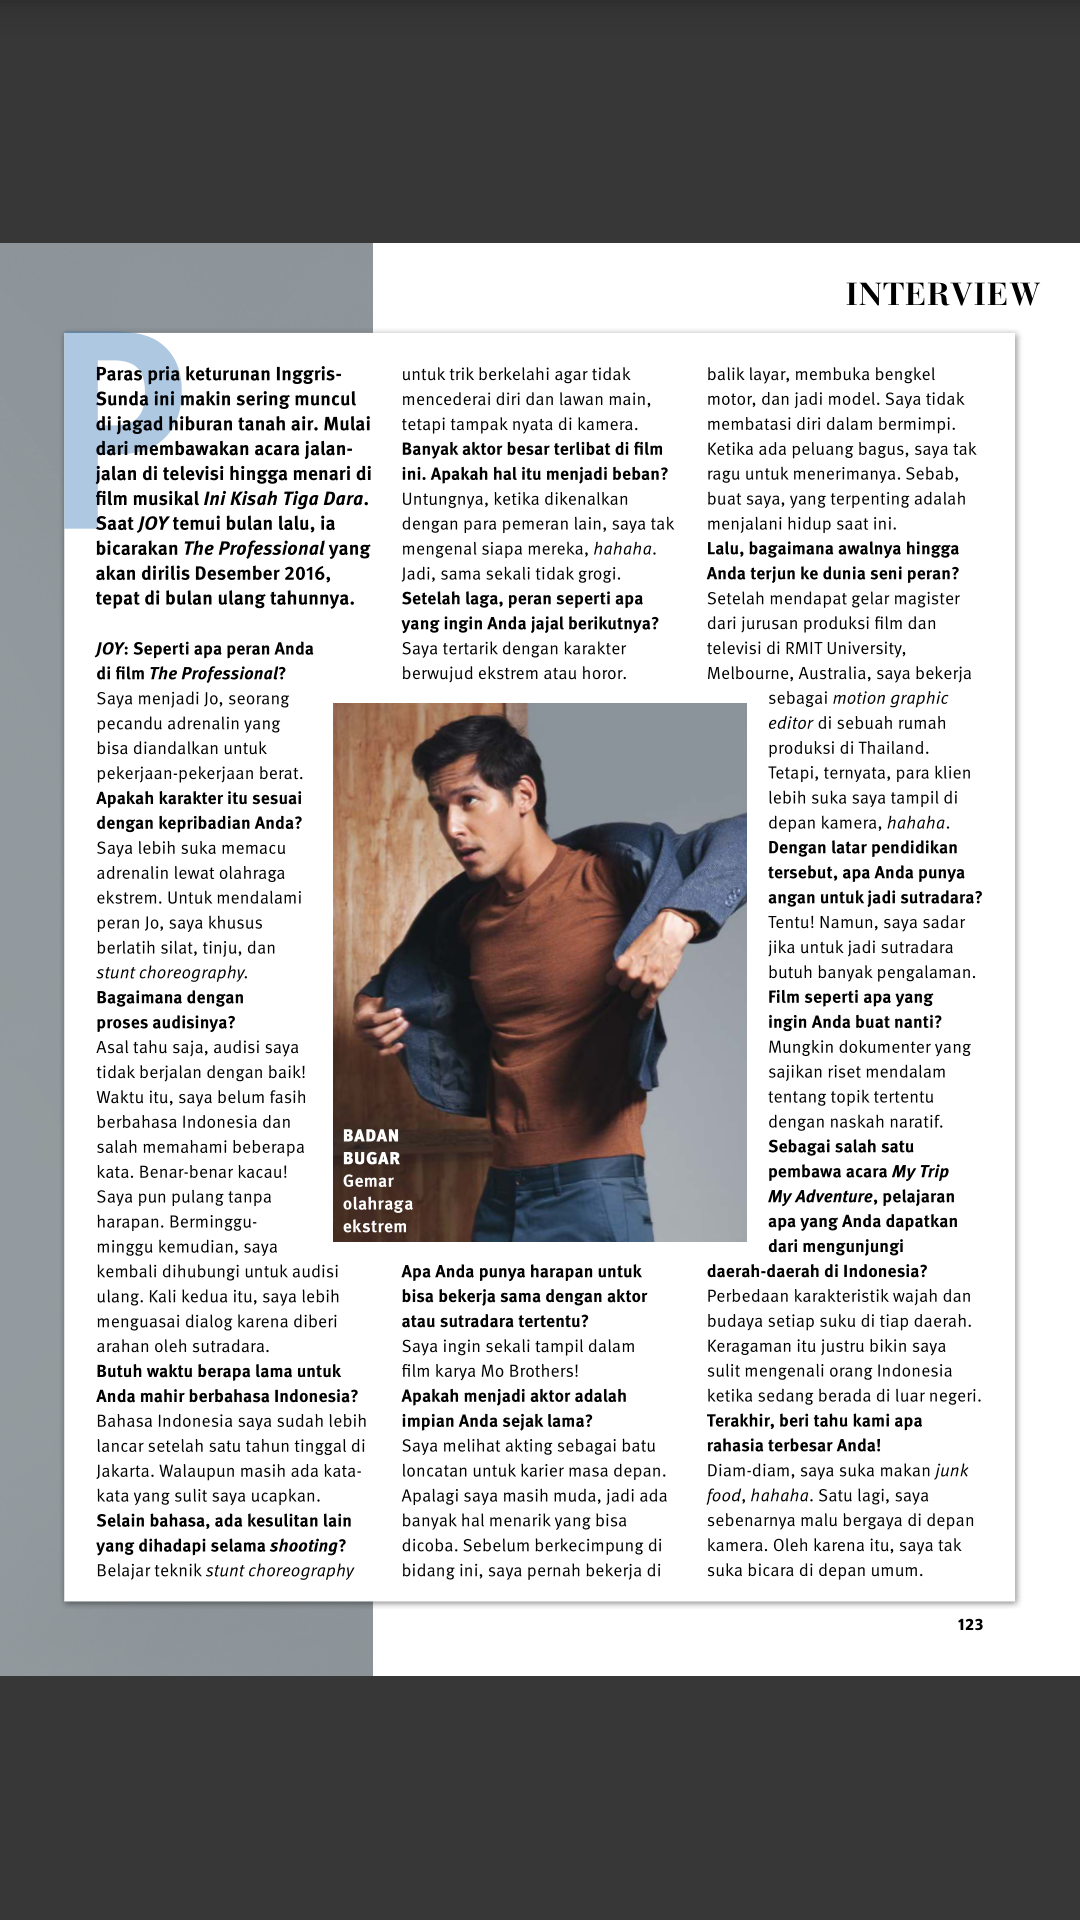 INTERVIEW
P
Paras pria keturunan Inggris-
Sunda ini makin sering muncul
di jagad hiburan tanah air. Mulai
dari membawakan acara jalan-
jalan di televisi hingga menari di
film musikal Ini Kisah Tiga Dara.
Saat JOY temui bulan lalu, ia
bicarakan The Professional yang
akan dirilis Desember 2016,
tepat di bulan ulang tahunnya.
JOY: Seperti apa peran Anda
di film The Professional?
Saya menjadi Jo, seorang
pecandu adrenalin yang
bisa diandalkan untuk
pekerjaan-pekerjaan berat.
Apakah karakter itu sesuai
dengan kepribadian Anda?
Saya lebih suka memacu
adrenalin lewat olahraga
ekstrem. Untuk mendalami
peran Jo, saya khusus
berlatih silat, tinju, dan
stunt choreography.
Bagaimana dengan
proses audisinya?
Asal tahu saja, audisi saya
tidak berjalan dengan baik!
Waktu itu, saya belum fasih
berbahasa Indonesia dan
salah memahami beberapa
kata. Benar-benar kacau!
Saya pun pulang tanpa
harapan. Berminggu-
minggu kemudian, saya
kembali dihubungi untuk audisi
ulang. Kali kedua itu, saya lebih
menguasai dialog karena diberi
arahan oleh sutradara.
Butuh waktu berapa lama untuk
Anda mahir berbahasa Indonesia?
Bahasa Indonesia saya sudah lebih
lancar setelah satu tahun tinggal di
Jakarta. Walaupun masih ada kata-
kata yang sulit saya ucapkan.
Selain bahasa, ada kesulitan lain
yang dihadapi selama shooting?
Belajar teknik stunt choreography
untuk trik berkelahi agar tidak
mencederai diri dan lawan main,
tetapi tampak nyata di kamera.
Banyak aktor besar terlibat di film
ini. Apakah hal itu menjadi beban?
Untungnya, ketika dikenalkan
dengan para pemeran lain, saya tak
mengenal siapa mereka, hahaha.
Jadi, sama sekali tidak grogi.
Setelah laga, peran seperti apa
yang ingin Anda jajal berikutnya?
Saya tertarik dengan karakter
berwujud ekstrem atau horor.
BADAN
BUGAR
Gemar
olahraga
ekstrem
Apa Anda punya harapan untuk
bisa bekerja sama dengan aktor
atau sutradara tertentu?
Saya ingin sekali tampil dalam
film karya Mo Brothers!
Apakah menjadi aktor adalah
impian Anda sejak lama?
Saya melihat akting sebagai batu
loncatan untuk karier masa depan.
Apalagi saya masih muda, jadi ada
banyak hal menarik yang bisa
dicoba. Sebelum berkecimpung di
bidang ini, saya pernah bekerja di
balik layar, membuka bengkel
motor, dan jadi model. Saya tidak
membatasi diri dalam bermimpi.
Ketika ada peluang bagus, saya tak
ragu untuk menerimanya. Sebab,
buat saya, yang terpenting adalah
menjalani hidup saat ini.
Lalu, bagaimana awalnya hingga
Anda terjun ke dunia seni peran?
Setelah mendapat gelar magister
dari jurusan produksi film dan
televisi di RMIT University,
Melbourne, Australia, saya bekerja
sebagai motion graphic
editor di sebuah rumah
produksi di Thailand.
Tetapi, ternyata, para klien
lebih suka saya tampil di
depan kamera, hahaha.
Dengan latar pendidikan
tersebut, apa Anda punya
angan untuk jadi sutradara?
Tentu! Namun, saya sadar
jika untuk jadi sutradara
butuh banyak pengalaman.
Film seperti apa yang
ingin Anda buat nanti?
Mungkin dokumenter yang
sajikan riset mendalam
tentang topik tertentu
dengan naskah naratif.
Sebagai salah satu
pembawa acara My Trip
My Adventure, pelajaran
apa yang Anda dapatkan
dari mengunjungi
daerah-daerah di Indonesia?
Perbedaan karakteristik wajah dan
budaya setiap suku di tiap daerah.
Keragaman itu justru bikin saya
sulit mengenali orang Indonesia
ketika sedang berada di luar negeri.
Terakhir, beri tahu kami apa
rahasia terbesar Anda!
Diam-diam, saya suka makan junk
food, hahaha. Satu lagi, saya
sebenarnya malu bergaya di depan
kamera. Oleh karena itu, saya tak
suka bicara di depan umum.
123